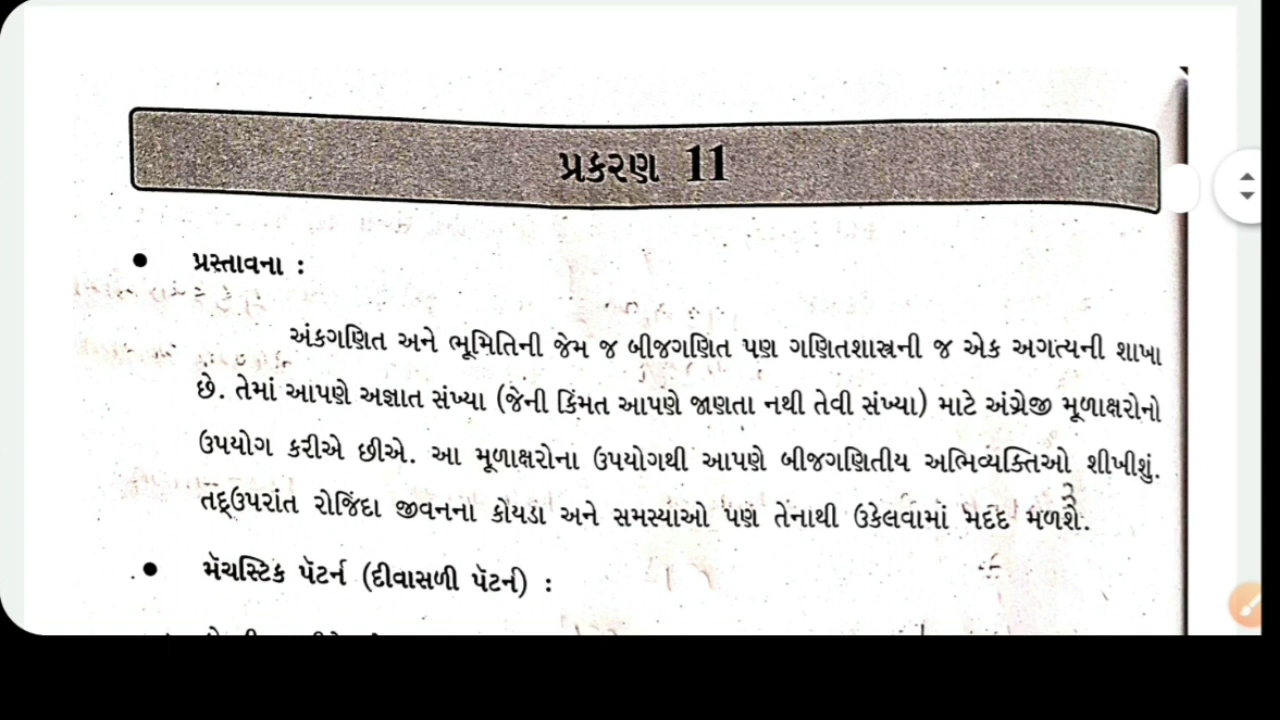 પ્રકરણ 11
● પ્રસ્તાવના :
અંકગણિત અને ભૂમિતિની જેમ જ બીજગણિત પણ ગણિતશાસ્ત્રની જ એક અગત્યની શાખા
છે. તેમાં આપણે અજ્ઞાત સંખ્યા (જેની કિંમત આપણે જાણતા નથી તેવી સંખ્યા) માટે અંગ્રેજી મૂળાક્ષરોનો
ઉપયોગ કરીએ છીએ. આ મૂળાક્ષરોના ઉપયોગથી આપણે બીજગણિતીય અભિવ્યક્તિઓ શીખીશું.
તદ્ઉપરાંત રોજિંદા જીવનના કોયડા અને સમસ્યાઓ પણ તેનાથી ઉકેલવામાં મદદ મળશે.
● મૅચસ્ટિક પૅટર્ન (દીવાસળી પૅટર્ન) :